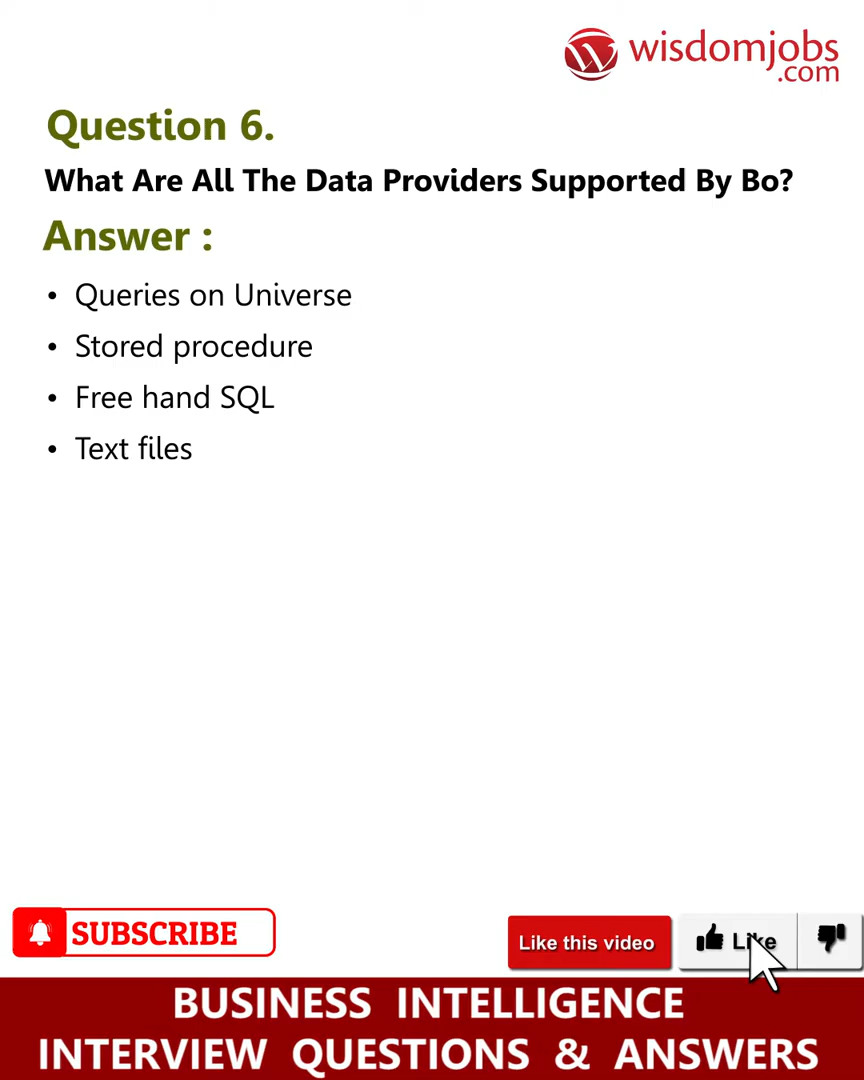 wisdomjobs
.com
Question 6.
What Are All The Data Providers Supported By Bo?
Answer :
• Queries on Universe
• Stored procedure
• Free hand SQL
• Text files
SUBSCRIBE
Like this video
Like
BUSINESS INTELLIGENCE
INTERVIEW QUESTIONS & ANSWERS